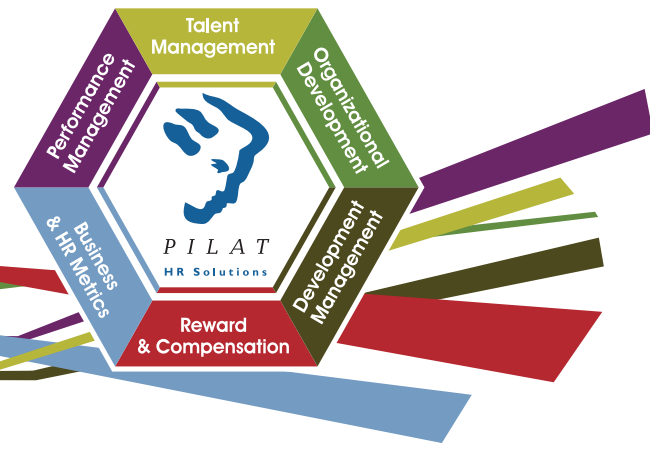 Talent
Management
Organizational
Development
Development
Management
Reward
& Compensation
Business
& HR Metrics
Performance
Management
PILAT
HR Solutions